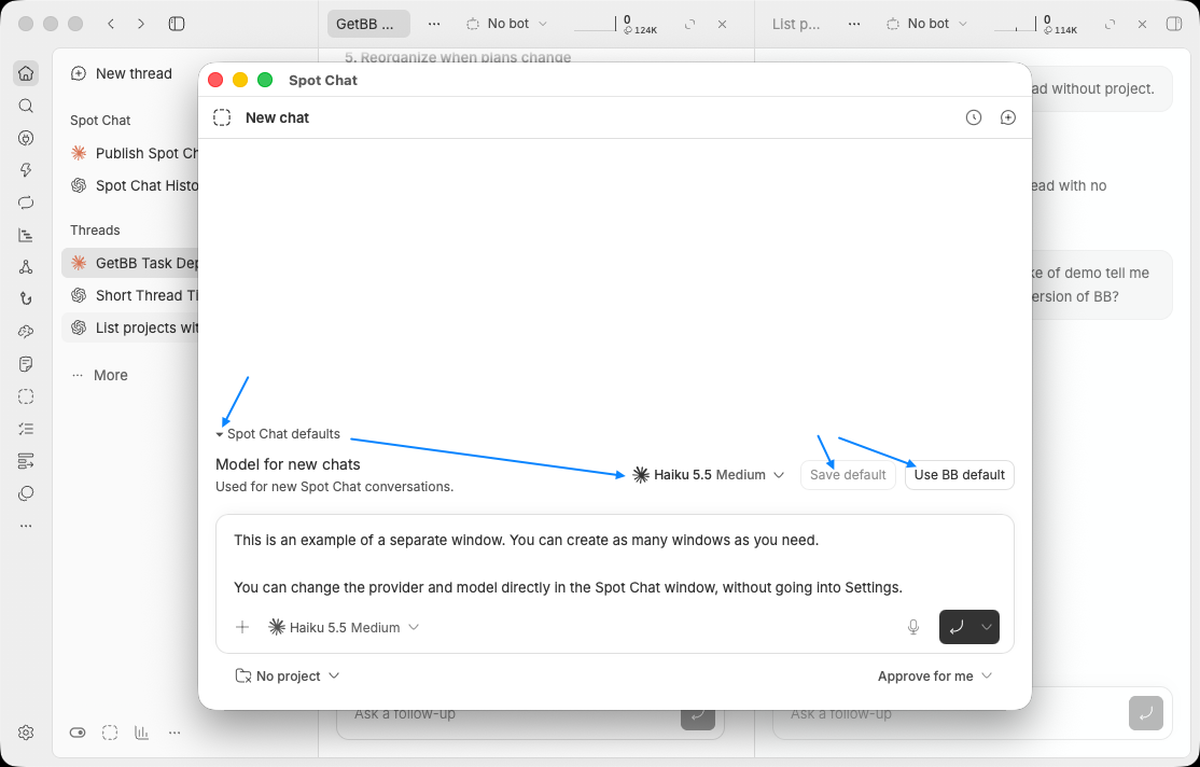 GetBB ...
No bot
0
124K
List p...
No bot
0
114K
New thread
Spot Chat
Publish Spot Ch
Spot Chat Histo
Threads
GetBB Task Dep
Short Thread Ti
List projects wit
More
5. Reorganize when plans change
ad without project.
ead with no
ke of demo tell me
ersion of BB?
Spot Chat
New chat
Spot Chat defaults
Model for new chats
Used for new Spot Chat conversations.
Haiku 5.5 Medium
Save default
Use BB default
This is an example of a separate window. You can create as many windows as you need.
You can change the provider and model directly in the Spot Chat window, without going into Settings.
Haiku 5.5 Medium
No project
Approve for me
Ask a follow-up
Ask a follow-up